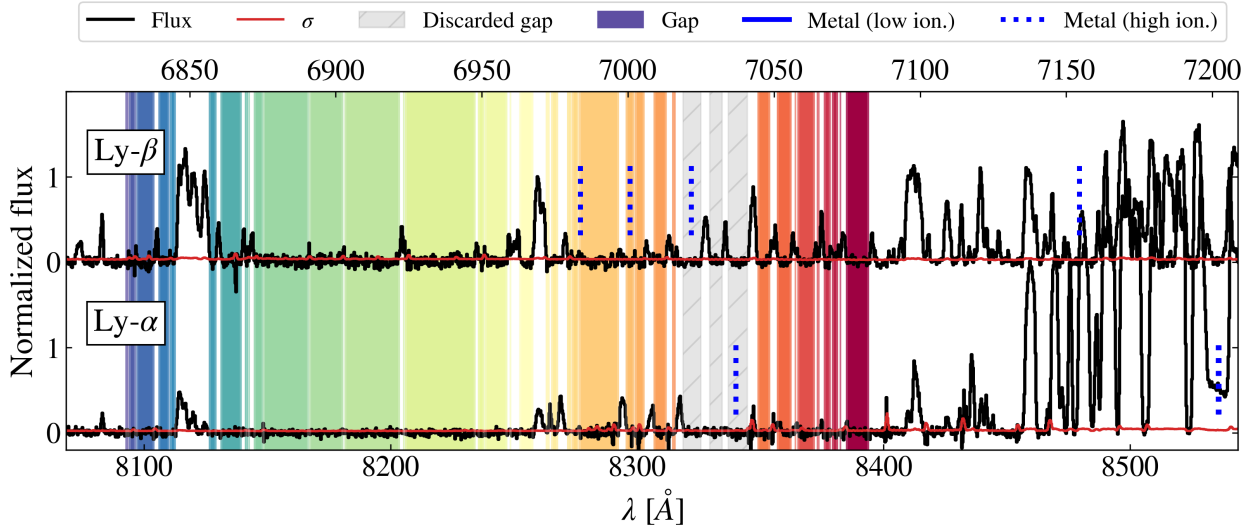 Flux σ Discarded gap Gap Metal (low ion.) Metal (high ion.)
6850 6900 6950 7000 7050 7100 7150 7200
Ly-β
1
0
Ly-α
1
0
Normalized flux
8100 8200 8300 8400 8500
λ [Å]